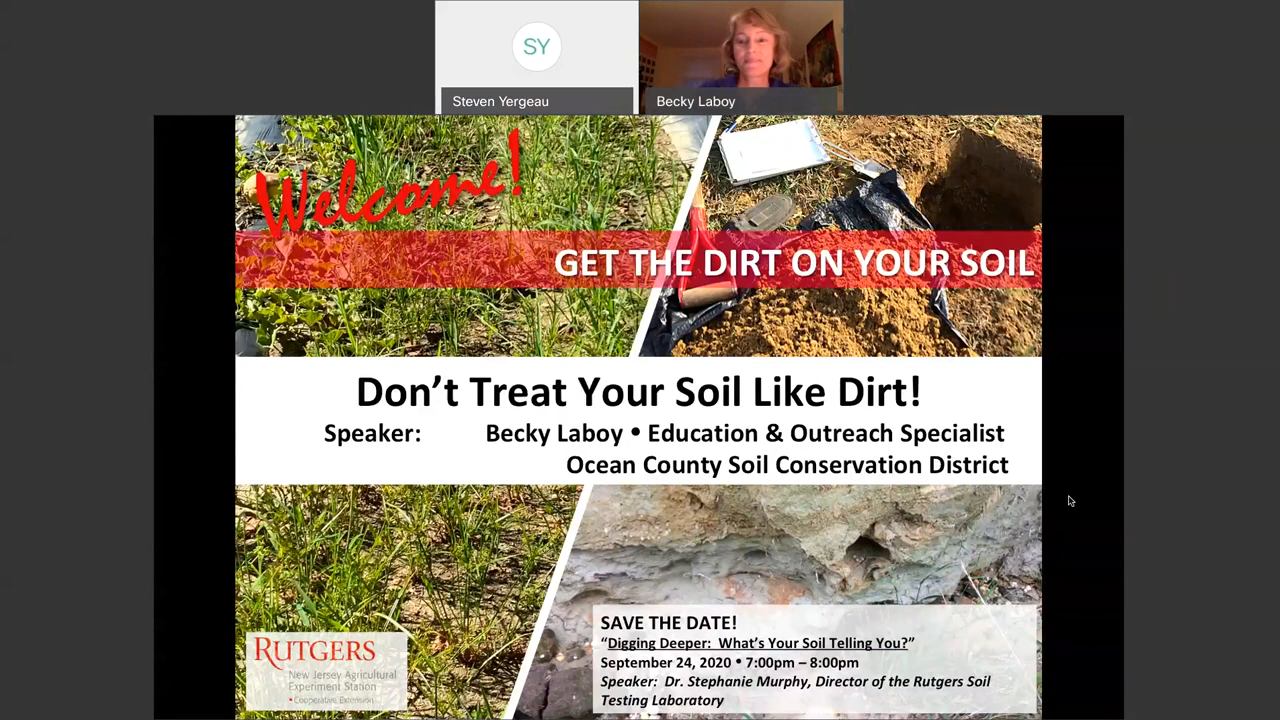 SY
Steven Yergeau
Becky Laboy
Welcome!
GET THE DIRT ON YOUR SOIL
Don’t Treat Your Soil Like Dirt!
Speaker: Becky Laboy • Education & Outreach Specialist
Ocean County Soil Conservation District
SAVE THE DATE!
“Digging Deeper: What’s Your Soil Telling You?”
September 24, 2020 • 7:00pm – 8:00pm
Speaker: Dr. Stephanie Murphy, Director of the Rutgers Soil
Testing Laboratory
RUTGERS
New Jersey Agricultural
Experiment Station
• Cooperative Extension